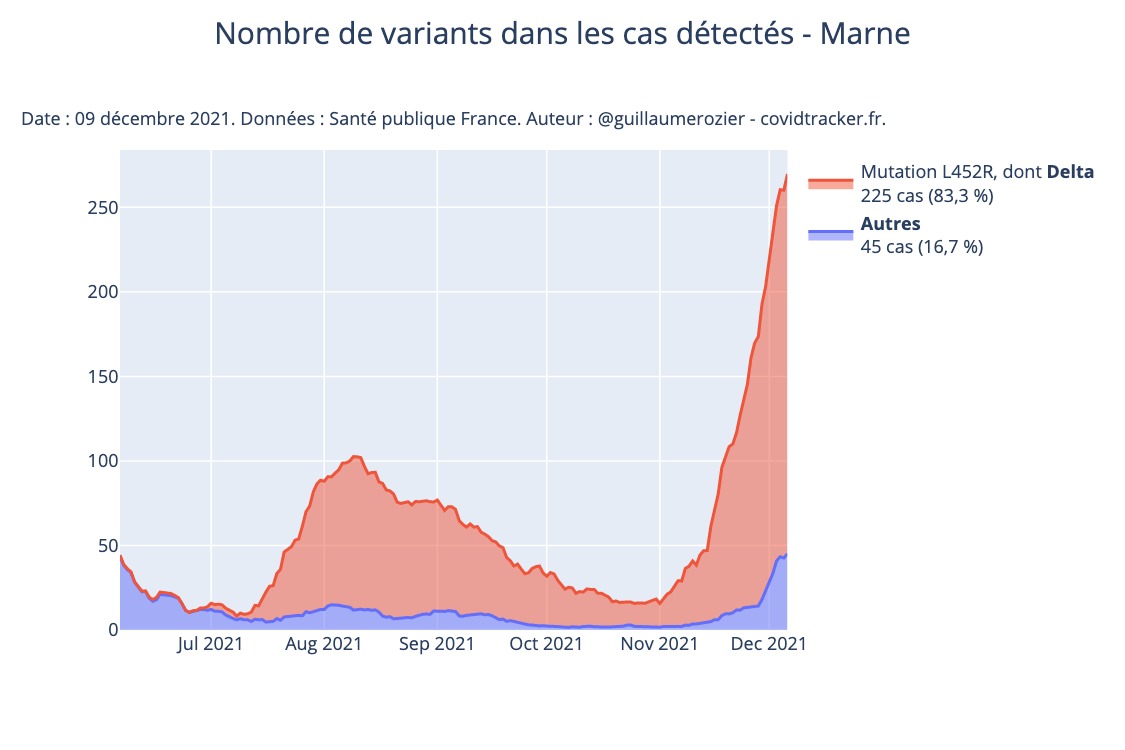 Nombre de variants dans les cas détectés - Marne
Date : 09 décembre 2021. Données : Santé publique France. Auteur : @guillaumerozier - covidtracker.fr.
Mutation L452R, dont Delta
225 cas (83,3 %)
Autres
45 cas (16,7 %)
250
200
150
100
50
0
Jul 2021
Aug 2021
Sep 2021
Oct 2021
Nov 2021
Dec 2021